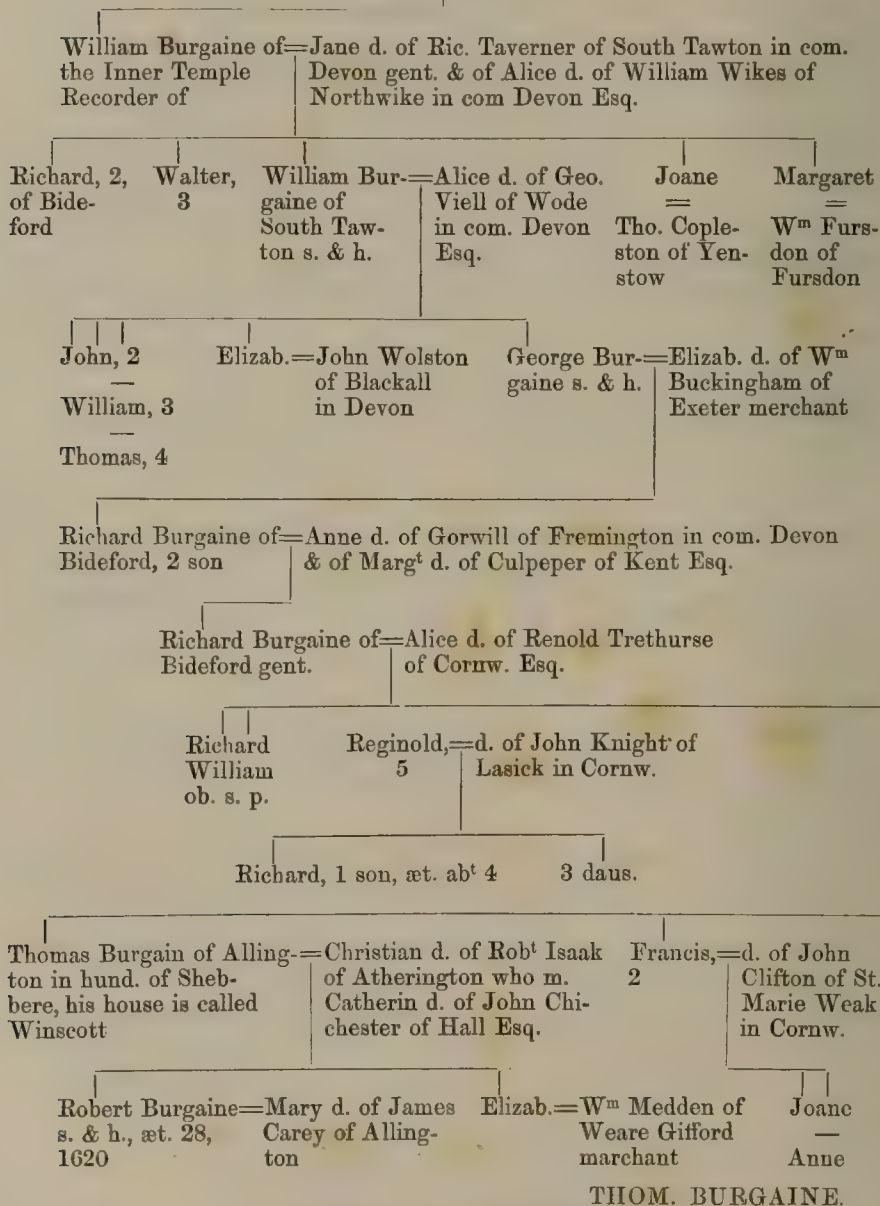 William Burgaine of=Jane d. of Ric. Taverner of South Tawton in com.
the Inner Temple Devon gent. & of Alice d. of William Wikes of
Recorder of Northwike in com Devon Esq.
Richard, 2, Walter, William Bur-=Alice d. of Geo. Joane Margaret
of Bide- 3 gaine of Viell of Wode = =
ford South Taw- in com. Devon Tho. Cople- Wᵐ Furs-
ton s. & h. Esq. ston of Yen- don of
stow Fursdon
John, 2 Elizab.=John Wolston George Bur-=Elizab. d. of Wᵐ
— of Blackall gaine s. & h. Buckingham of
William, 3 in Devon Exeter merchant
—
Thomas, 4
Richard Burgaine of=Anne d. of Gorwill of Fremington in com. Devon
Bideford, 2 son & of Margᵗ d. of Culpeper of Kent Esq.
Richard Burgaine of=Alice d. of Renold Trethurse
Bideford gent. of Cornw. Esq.
Richard Reginold,=d. of John Knight of
William 5 Lasick in Cornw.
ob. s. p.
Richard, 1 son, æt. abᵗ 4 3 daus.
Thomas Burgain of Alling-=Christian d. of Robᵗ Isaak Francis,=d. of John
ton in hund. of Sheb- of Atherington who m. 2 Clifton of St.
bere, his house is called Catherin d. of John Chi- Marie Weak
Winscott chester of Hall Esq. in Cornw.
Robert Burgaine=Mary d. of James Elizab.=Wᵐ Medden of Joane
s. & h., æt. 28, Carey of Alling- Weare Gifford —
1620 ton marchant Anne
THOM. BURGAINE.